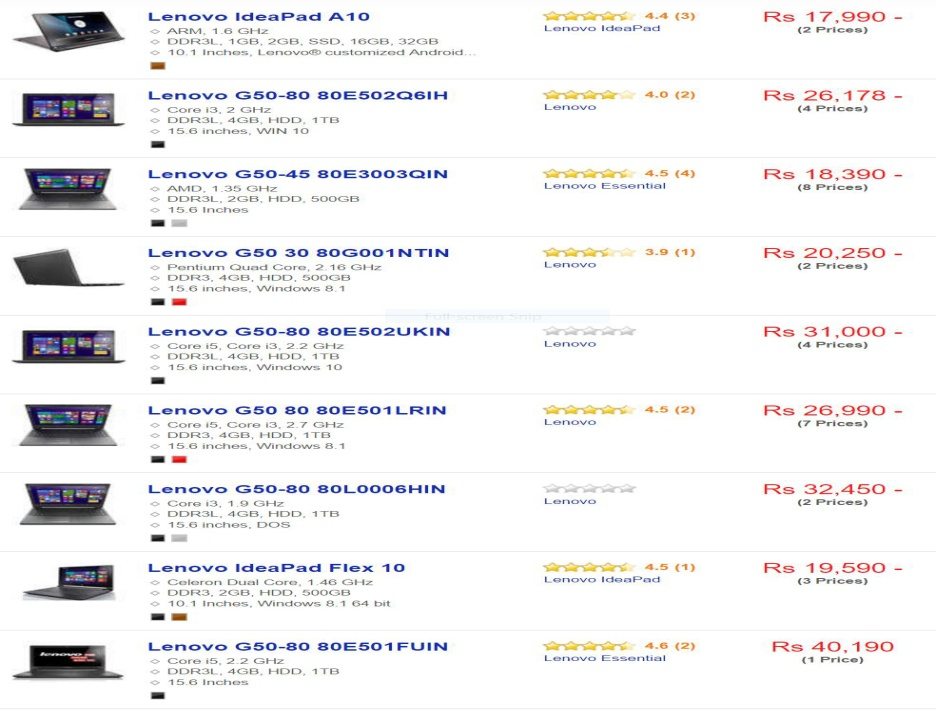 Lenovo IdeaPad A10
ARM, 1.6 GHz
DDR3L, 1GB, 2GB, SSD, 16GB, 32GB
10.1 Inches, Lenovo® customized Android...
4.4 (3)
Lenovo IdeaPad
Rs 17,990 -
(2 Prices)
Lenovo G50-80 80E502Q6IH
Core i3, 2 GHz
DDR3L, 4GB, HDD, 1TB
15.6 inches, WIN 10
4.0 (2)
Lenovo
Rs 26,178 -
(4 Prices)
Lenovo G50-45 80E3003QIN
AMD, 1.35 GHz
DDR3L, 2GB, HDD, 500GB
15.6 Inches
4.5 (4)
Lenovo Essential
Rs 18,390 -
(8 Prices)
Lenovo G50 30 80G001NTIN
Pentium Quad Core, 2.16 GHz
DDR3, 4GB, HDD, 500GB
15.6 inches, Windows 8.1
3.9 (1)
Lenovo
Rs 20,250 -
(2 Prices)
Full-screen Snip
Lenovo G50-80 80E502UKIN
Core i5, Core i3, 2.2 GHz
DDR3L, 4GB, HDD, 1TB
15.6 inches, Windows 10
Lenovo
Rs 31,000 -
(4 Prices)
Lenovo G50 80 80E501LRIN
Core i5, Core i3, 2.7 GHz
DDR3, 4GB, HDD, 1TB
15.6 inches, Windows 8.1
4.5 (2)
Lenovo
Rs 26,990 -
(7 Prices)
Lenovo G50-80 80L0006HIN
Core i3, 1.9 GHz
DDR3L, 4GB, HDD, 1TB
15.6 inches, DOS
Lenovo
Rs 32,450 -
(2 Prices)
Lenovo IdeaPad Flex 10
Celeron Dual Core, 1.46 GHz
DDR3, 2GB, HDD, 500GB
10.1 Inches, Windows 8.1 64 bit
4.5 (1)
Lenovo IdeaPad
Rs 19,590 -
(3 Prices)
lenovo
Lenovo G50-80 80E501FUIN
Core i5, 2.2 GHz
DDR3L, 4GB, HDD, 1TB
15.6 Inches
4.6 (2)
Lenovo Essential
Rs 40,190
(1 Price)